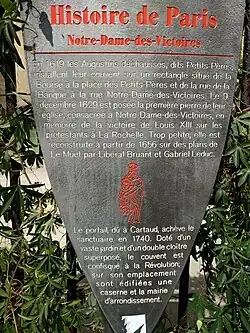 Histoire de Paris
Notre-Dame-des-Victoires
En 1619 les Augustins déchaussés, dits Petits-Pères,
installent leur couvent sur un rectangle situé de la
Bourse à la place des Petits-Pères et de la rue de la
Banque à la rue Notre-Dame-des-Victoires. Le 9
décembre 1629 est posée la première pierre de leur
église, consacrée à Notre-Dame-des-Victoires, en
mémoire de la victoire de Louis XIII sur les
protestants à La Rochelle. Trop petite, elle est
reconstruite à partir de 1656 sur des plans de
Le Muet par Libéral Bruant et Gabriel Leduc.
Le portail, dû à Cartaud, achève le
sanctuaire en 1740. Doté d'un
vaste jardin et d'un double cloître
superposé, le couvent est
confisqué à la Révolution;
sur son emplacement
sont édifiées une
caserne et la mairie
d'arrondissement.